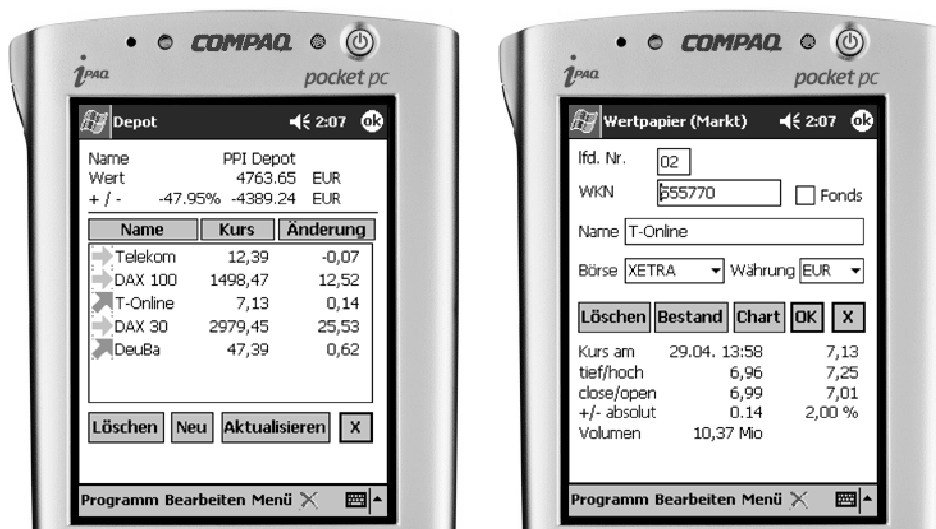 COMPAQ
iPAQ
pocket pc
Depot 2:07 ok
Name PPI Depot
Wert 4763.65 EUR
+ / - -47.95% -4389.24 EUR
Name Kurs Änderung
Telekom 12,39 -0,07
DAX 100 1498,47 12,52
T-Online 7,13 0,14
DAX 30 2979,45 25,53
DeuBa 47,39 0,62
Löschen Neu Aktualisieren X
Programm Bearbeiten Menü
COMPAQ
iPAQ
pocket pc
Wertpapier (Markt) 2:07 ok
lfd. Nr. 02
WKN 555770 Fonds
Name T-Online
Börse XETRA Währung EUR
Löschen Bestand Chart OK X
Kurs am 29.04. 13:58 7,13
tief/hoch 6,96 7,25
close/open 6,99 7,01
+/- absolut 0.14 2,00 %
Volumen 10,37 Mio
Programm Bearbeiten Menü